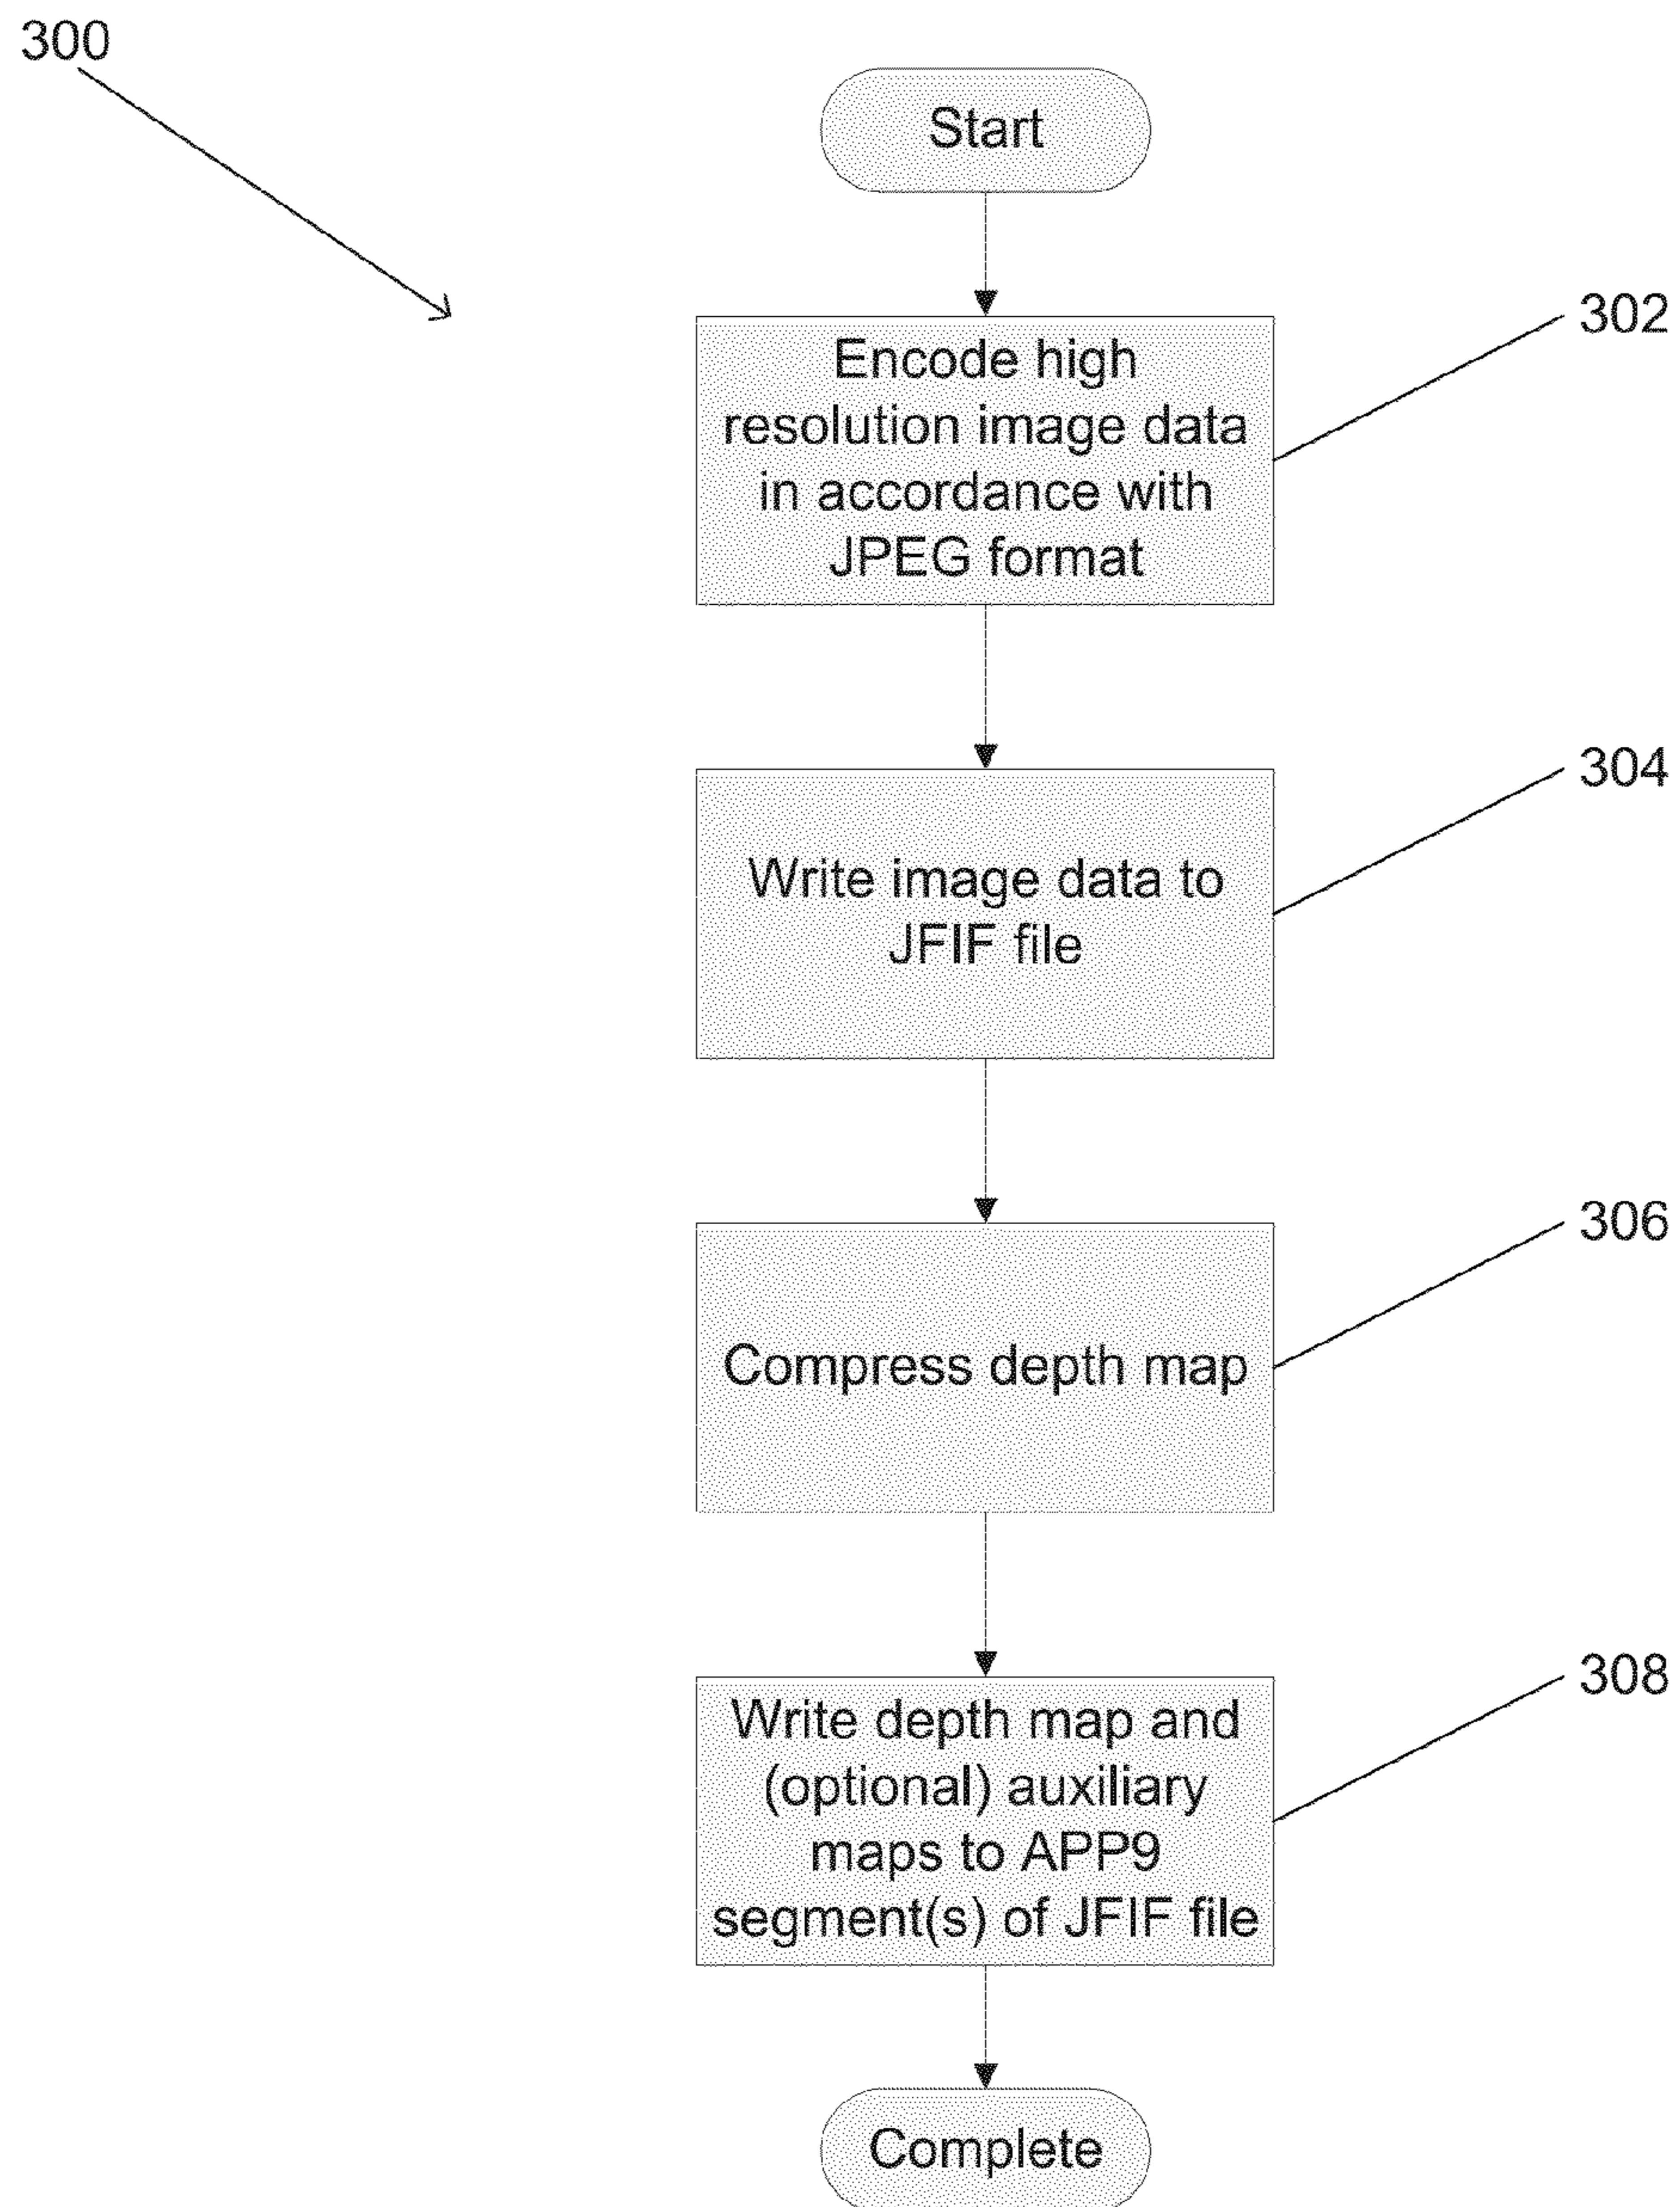 300
Start
302
Encode high
resolution image data
in accordance with
JPEG format
304
Write image data to
JFIF file
306
Compress depth map
308
Write depth map and
(optional) auxiliary
maps to APP9
segment(s) of JFIF file
Complete